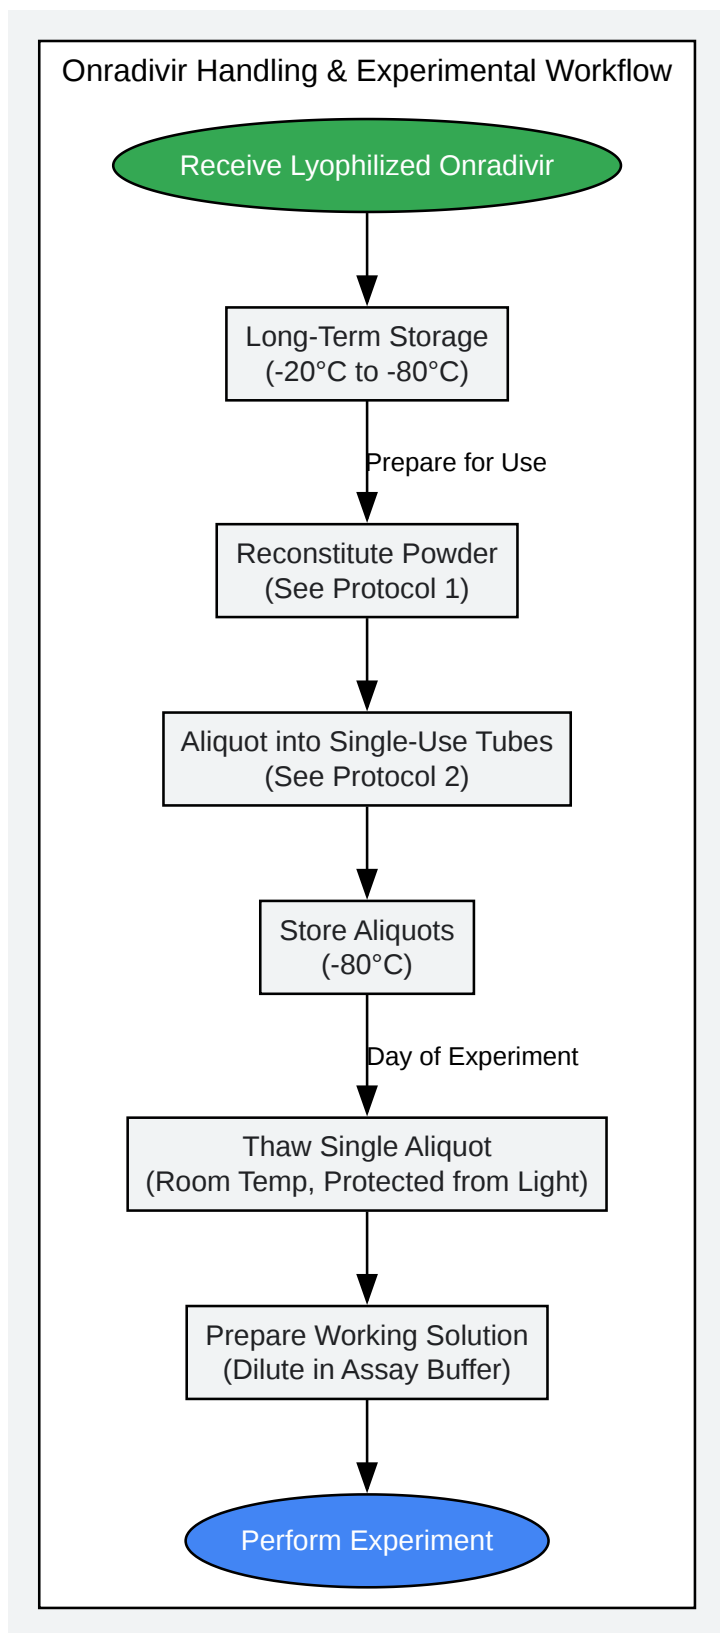 Onradivir Handling & Experimental Workflow
Receive Lyophilized Onradivir
Long-Term Storage
(-20°C to -80°C)
Prepare for Use
Reconstitute Powder
(See Protocol 1)
Aliquot into Single-Use Tubes
(See Protocol 2)
Store Aliquots
(-80°C)
Day of Experiment
Thaw Single Aliquot
(Room Temp, Protected from Light)
Prepare Working Solution
(Dilute in Assay Buffer)
Perform Experiment